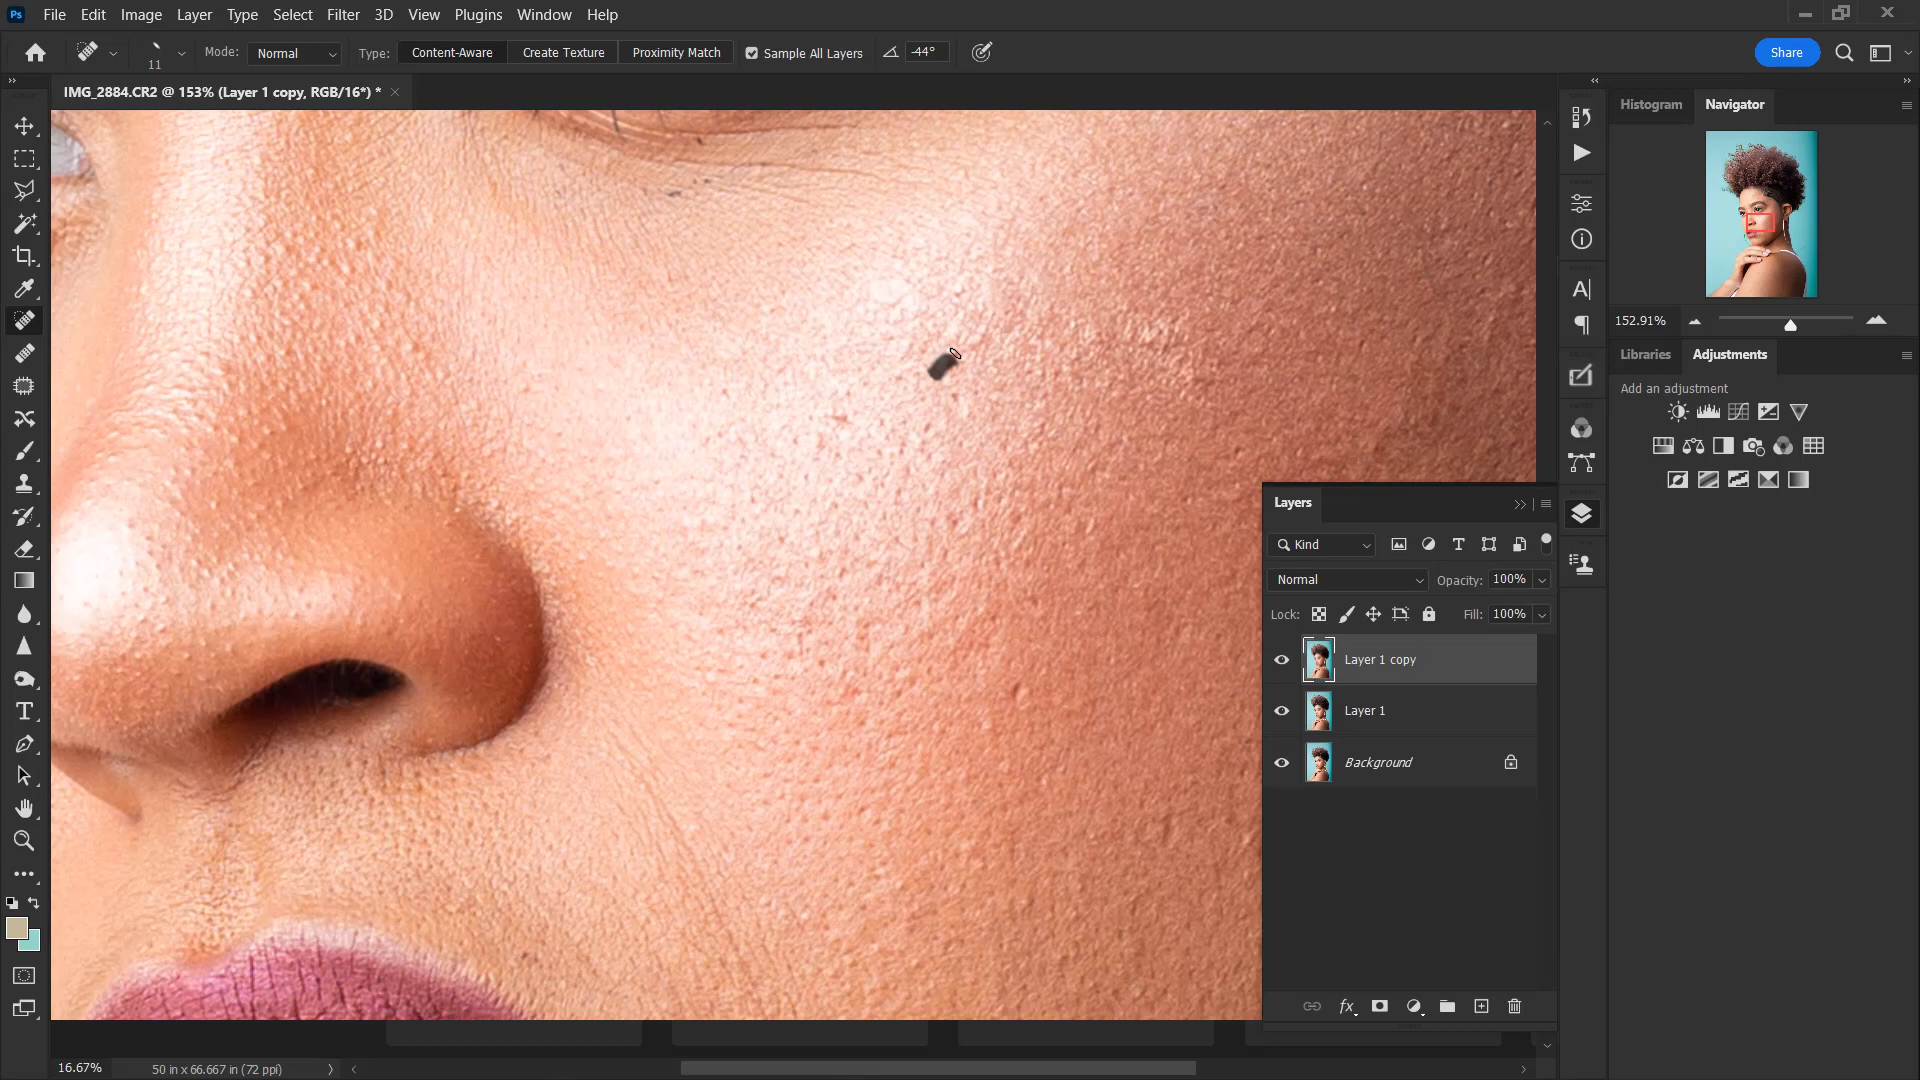 Ps File Edit Image Layer Type Select Filter 3D View Plugins Window Help
11 Mode: Normal Type: Content-Aware Create Texture Proximity Match Sample All Layers -44° Share
IMG_2884.CR2 @ 153% (Layer 1 copy, RGB/16*) *
Histogram Navigator
152.91%
Libraries Adjustments
Add an adjustment
Layers
Kind
Normal Opacity: 100%
Lock: Fill: 100%
Layer 1 copy
Layer 1
Background
fx
16.67% 50 in x 66.667 in (72 ppi)